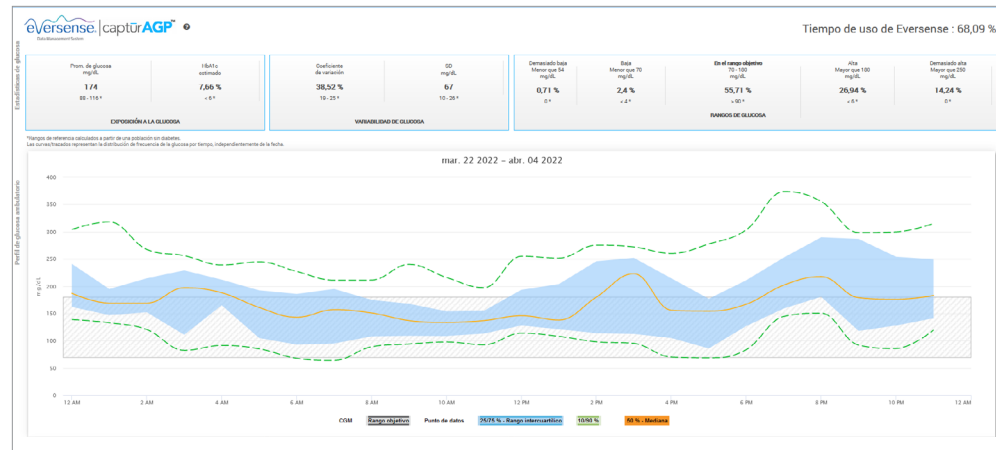 eversense. | captūrAGP™
Data Management System
Tiempo de uso de Eversense : 68,09 %
Estadísticas de glucosa
Prom. de glucosa
mg/dL
174
88 - 116 *
HbA1c
estimado
7,66 %
< 6 *
EXPOSICIÓN A LA GLUCOSA
Coeficiente
de variación
38,52 %
19 - 25 *
SD
mg/dL
67
10 - 26 *
VARIABILIDAD DE GLUCOSA
Demasiado baja
Menor que 54
mg/dL
0,71 %
0 *
Baja
Menor que 70
mg/dL
2,4 %
< 4 *
En el rango objetivo
70 - 180
mg/dL
55,71 %
> 90 *
Alta
Mayor que 180
mg/dL
26,94 %
< 6 *
Demasiado alta
Mayor que 250
mg/dL
14,24 %
0 *
RANGOS DE GLUCOSA
*Rangos de referencia calculados a partir de una población sin diabetes.
Las curvas/trazados representan la distribución de frecuencia de la glucosa por tiempo, independientemente de la fecha.
Perfil de glucosa ambulatorio
mar. 22 2022 – abr. 04 2022
mg/dL
400
350
300
250
200
150
100
50
0
12 AM 2 AM 4 AM 6 AM 8 AM 10 AM 12 PM 2 PM 4 PM 6 PM 8 PM 10 PM 12 AM
CGM Rango objetivo Punto de datos 25/75 % - Rango intercuartílico 10/90 % 50 % - Mediana